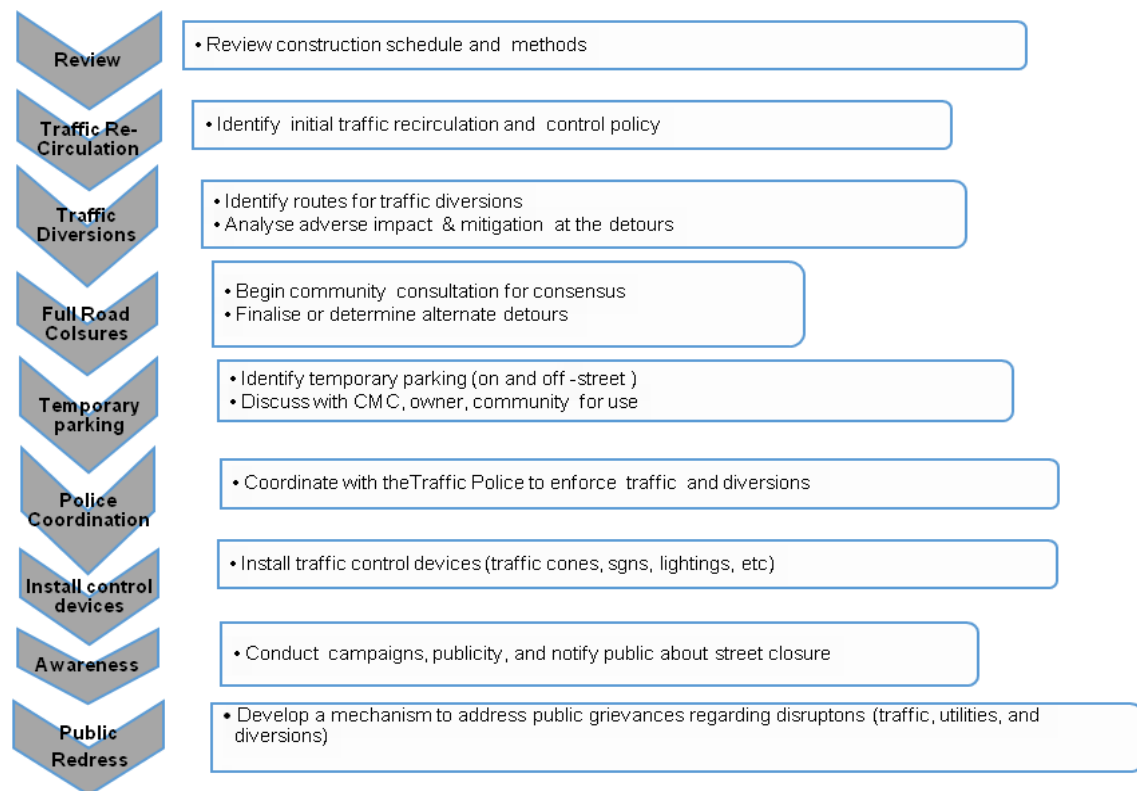 Review
• Review construction schedule and methods
Traffic Re-
Circulation
• Identify initial traffic recirculation and control policy
Traffic
Diversions
• Identify routes for traffic diversions
• Analyse adverse impact & mitigation at the detours
Full Road
Colsures
• Begin community consultation for consensus
• Finalise or determine alternate detours
Temporary
parking
• Identify temporary parking (on and off -street )
• Discuss with CMC, owner, community for use
Police
Coordination
• Coordinate with theTraffic Police to enforce traffic and diversions
Install control
devices
• Install traffic control devices (traffic cones, sgns, lightings, etc)
Awareness
• Conduct campaigns, publicity, and notify public about street closure
Public
Redress
• Develop a mechanism to address public grievances regarding disruptons (traffic, utilities, and
diversions)